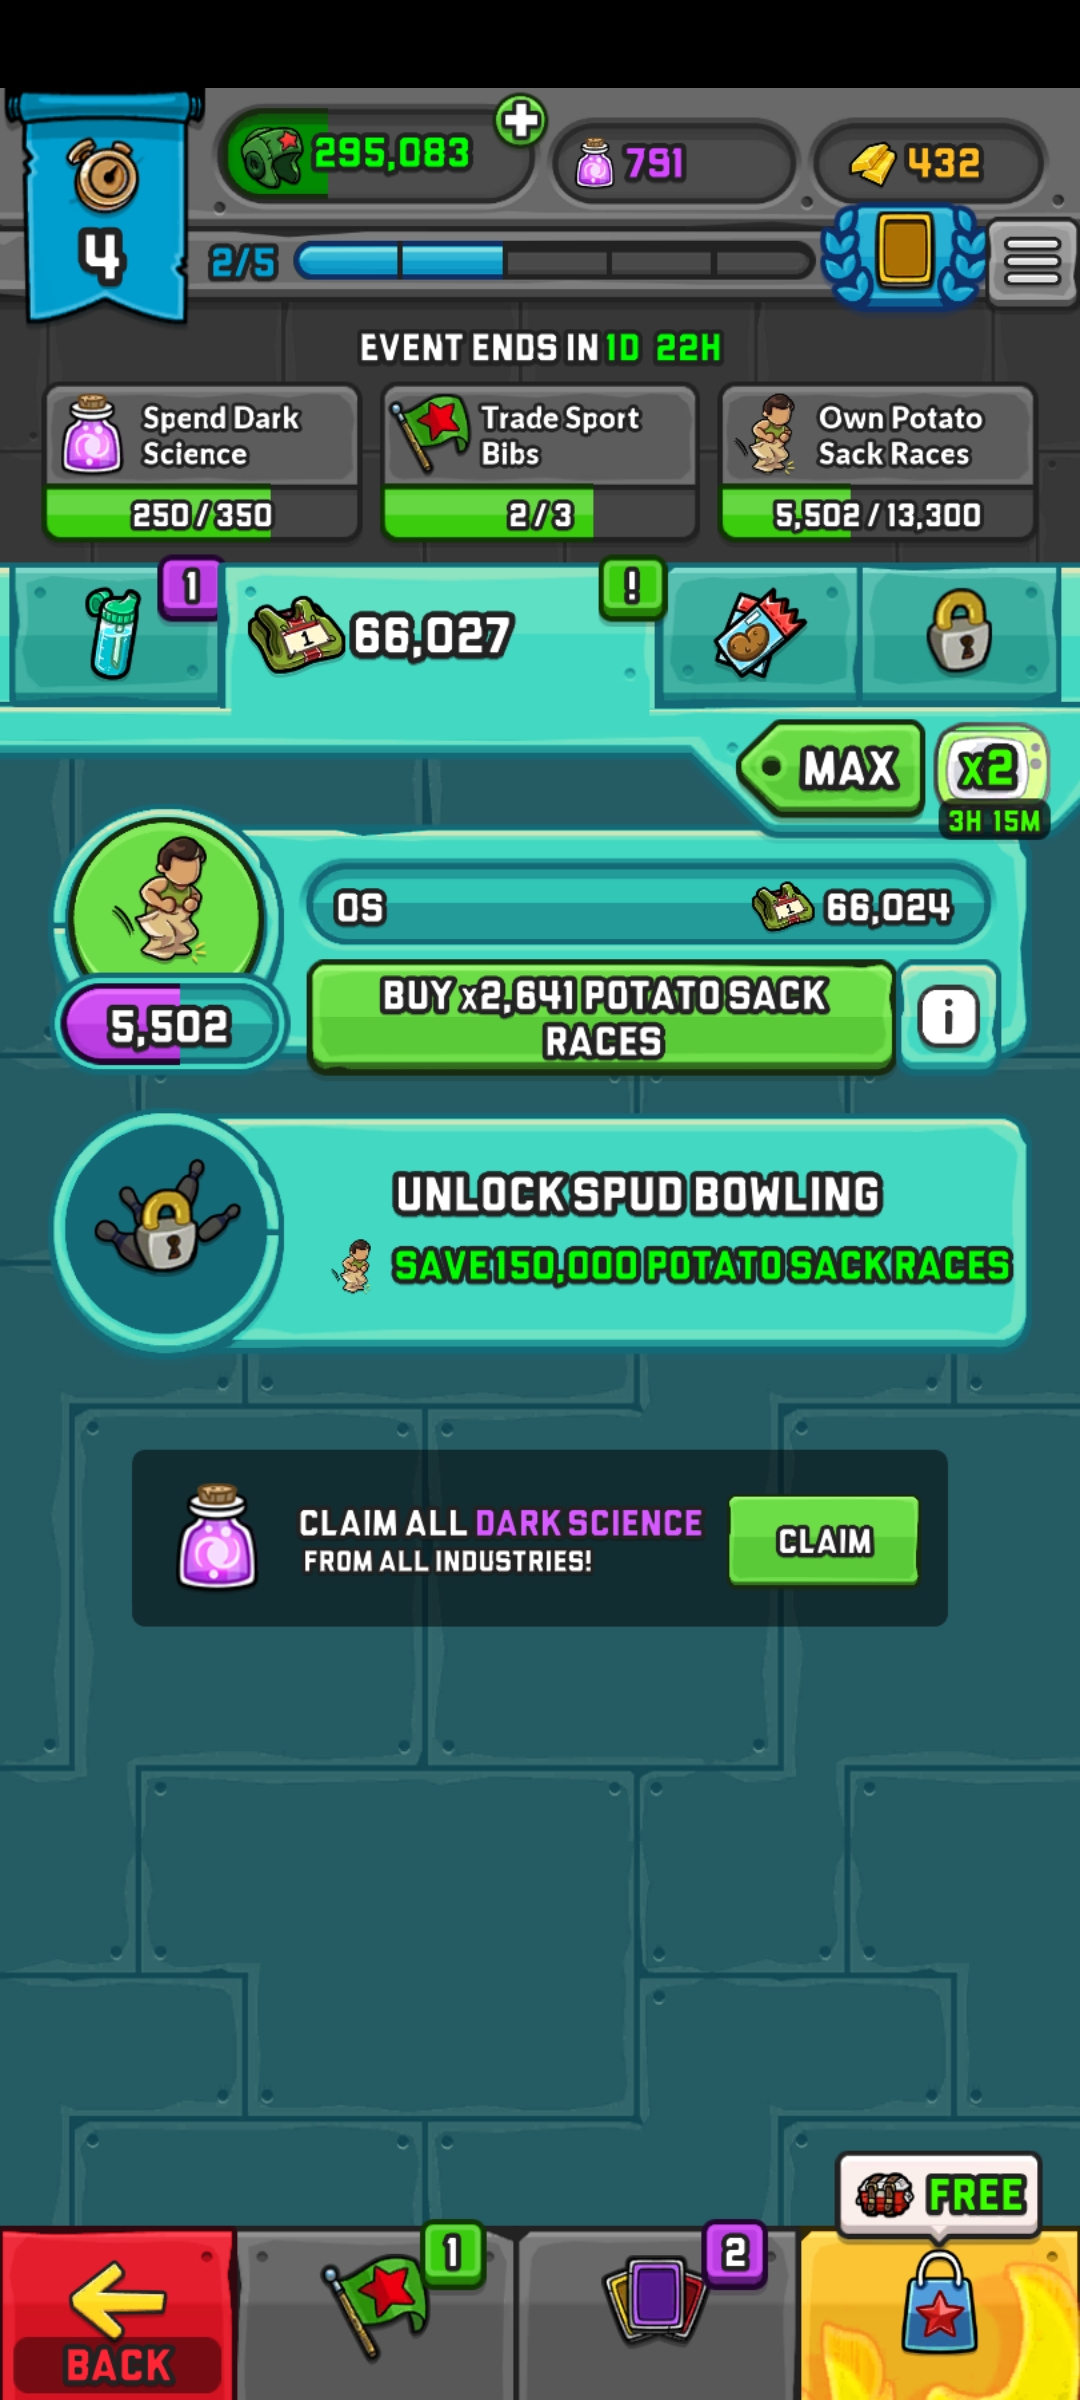 295,083
791
432
4
2/5
EVENT ENDS IN 1D 22H
Spend Dark
Science
250/350
Trade Sport
Bibs
2/3
Own Potato
Sack Races
5,502/13,300
1
1
66,027
!
MAX
x2
3H 15M
0S
1
66,024
5,502
BUY x2,641 POTATO SACK
RACES
i
UNLOCK SPUD BOWLING
SAVE 150,000 POTATO SACK RACES
CLAIM ALL DARK SCIENCE
FROM ALL INDUSTRIES!
CLAIM
FREE
BACK
1
2